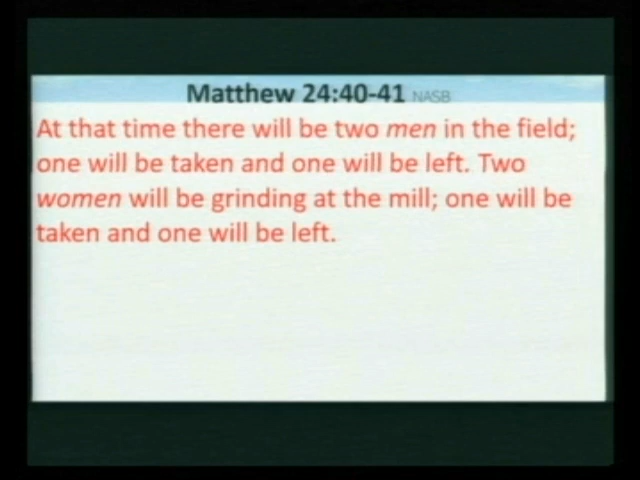 Matthew 24:40-41 NASB
At that time there will be two men in the field;
one will be taken and one will be left. Two
women will be grinding at the mill; one will be
taken and one will be left.